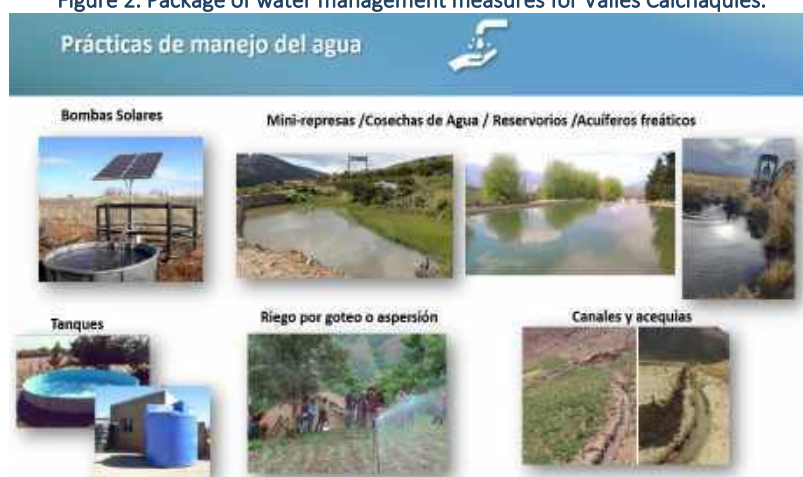 Figure 2. Package of water management measures for Valles Calchaquíes.
Prácticas de manejo del agua
Bombas Solares
Mini-represas /Cosechas de Agua / Reservorios /Acuíferos freáticos
Tanques
Riego por goteo o aspersión
Canales y acequias